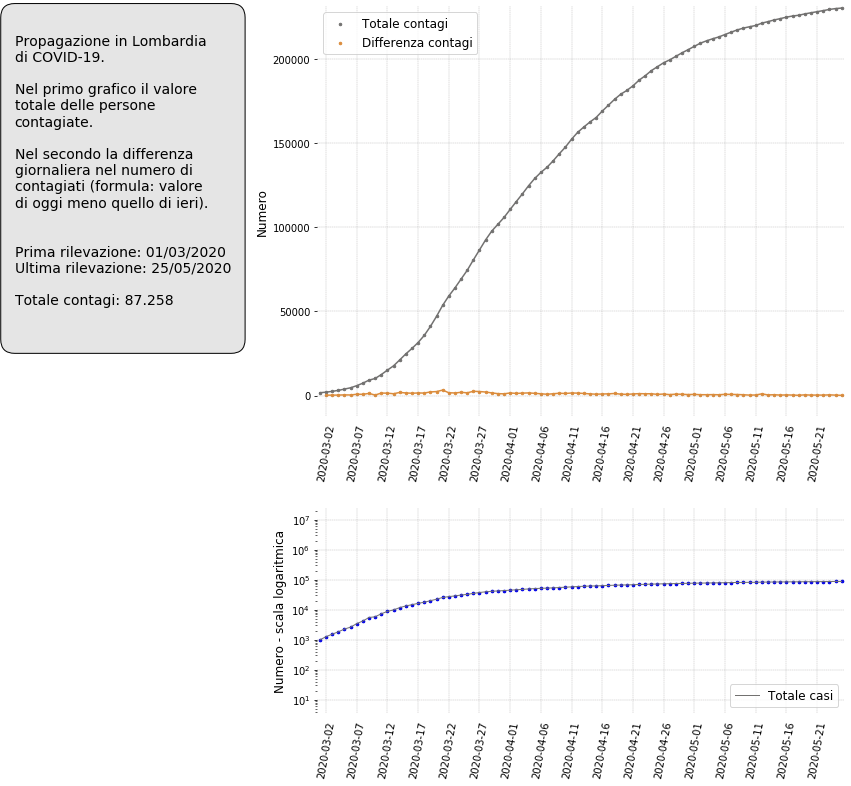 Propagazione in Lombardia
di COVID-19.
Nel primo grafico il valore
totale delle persone
contagiate.
Nel secondo la differenza
giornaliera nel numero di
contagiati (formula: valore
di oggi meno quello di ieri).
Prima rilevazione: 01/03/2020
Ultima rilevazione: 25/05/2020
Totale contagi: 87.258
Totale contagi
Differenza contagi
Numero
200000
150000
100000
50000
0
2020-03-02
2020-03-07
2020-03-12
2020-03-17
2020-03-22
2020-03-27
2020-04-01
2020-04-06
2020-04-11
2020-04-16
2020-04-21
2020-04-26
2020-05-01
2020-05-06
2020-05-11
2020-05-16
2020-05-21
Numero - scala logaritmica
10⁷
10⁶
10⁵
10⁴
10³
10²
10¹
Totale casi
2020-03-02
2020-03-07
2020-03-12
2020-03-17
2020-03-22
2020-03-27
2020-04-01
2020-04-06
2020-04-11
2020-04-16
2020-04-21
2020-04-26
2020-05-01
2020-05-06
2020-05-11
2020-05-16
2020-05-21